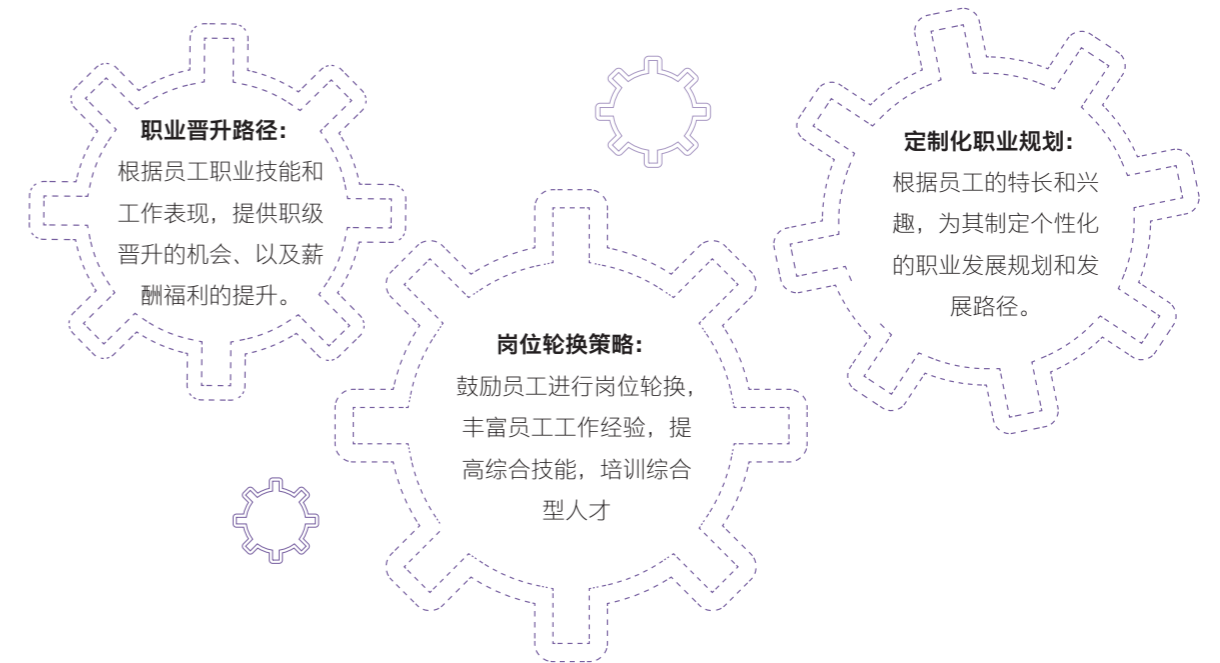 职业晋升路径：
根据员工职业技能和
工作表现，提供职级
晋升的机会、以及薪
酬福利的提升。
岗位轮换策略：
鼓励员工进行岗位轮换，
丰富员工工作经验，提
高综合技能，培训综合
型人才
定制化职业规划：
根据员工的特长和兴
趣，为其制定个性化
的职业发展规划和发
展路径。